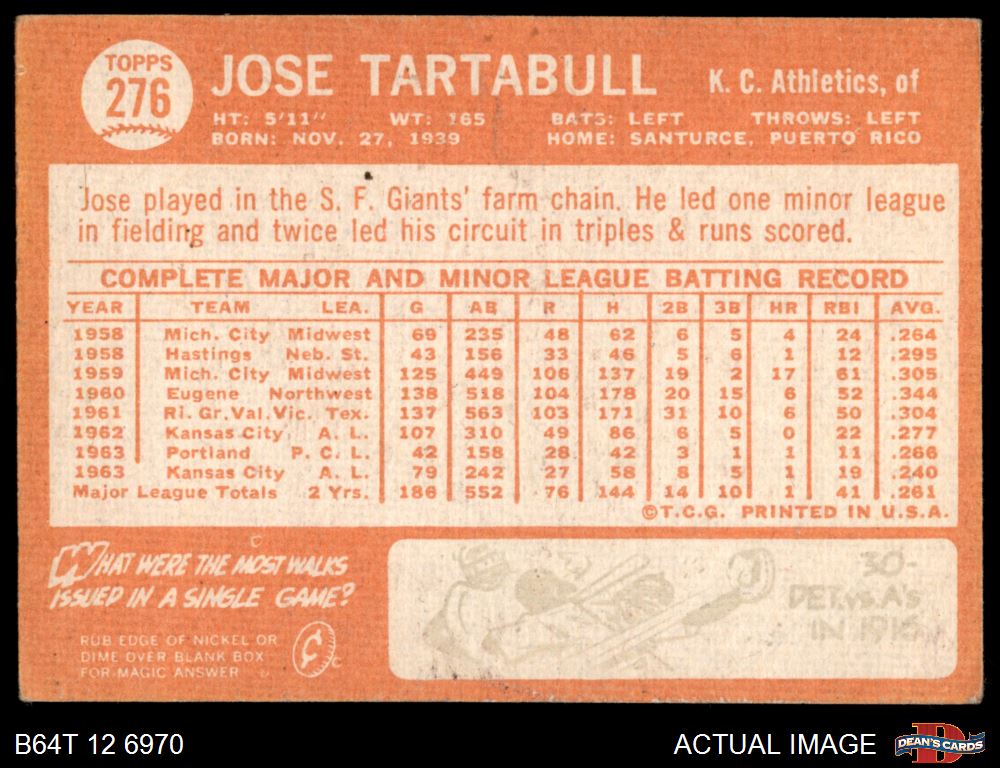 TOPPS
276
JOSE TARTABULL
K. C. Athletics, of
HT: 5'11" WT: 165 BATS: LEFT THROWS: LEFT
BORN: NOV. 27, 1939 HOME: SANTURCE, PUERTO RICO
Jose played in the S. F. Giants' farm chain. He led one minor league
in fielding and twice led his circuit in triples & runs scored.
COMPLETE MAJOR AND MINOR LEAGUE BATTING RECORD
YEAR TEAM LEA. G AB R H 2B 3B HR RBI AVG.
1958 Mich. City Midwest 69 235 48 62 6 5 4 24 .264
1958 Hastings Neb. St. 43 156 33 46 5 6 1 12 .295
1959 Mich. City Midwest 125 449 106 137 19 2 17 61 .305
1960 Eugene Northwest 138 518 104 178 20 15 6 52 .344
1961 Ri. Gr. Val. Vic. Tex. 137 563 103 171 31 10 6 50 .304
1962 Kansas City A. L. 107 310 49 86 6 5 0 22 .277
1963 Portland P. C. L. 42 158 28 42 3 1 1 11 .266
1963 Kansas City A. L. 79 242 27 58 8 5 1 19 .240
Major League Totals 2 Yrs. 186 552 76 144 14 10 1 41 .261
©T.C.G. PRINTED IN U.S.A.
WHAT WERE THE MOST WALKS
ISSUED IN A SINGLE GAME?
RUB EDGE OF NICKEL OR
DIME OVER BLANK BOX
FOR MAGIC ANSWER
30-
DET. vs. A's
IN 1916
B64T 12 6970
ACTUAL IMAGE
DEAN'S CARDS